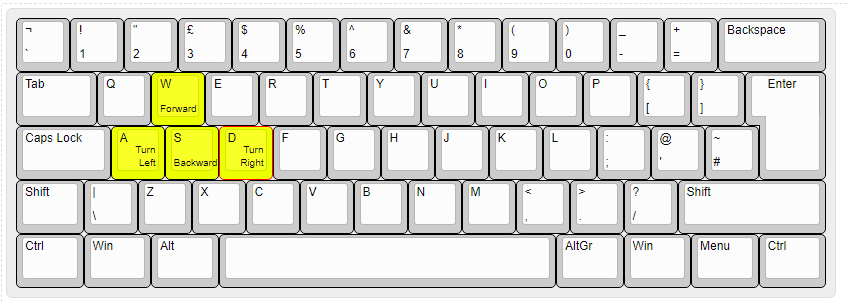 ¬ ! " £ $ % ^ & * ( ) _ + Backspace
` 1 2 3 4 5 6 7 8 9 0 - =
Tab Q W E R T Y U I O P { } Enter
Forward [ ]
Caps Lock A S D F G H J K L : @ ~
Turn Left Backward Turn Right ; ' #
Shift | Z X C V B N M < > ? Shift
\ , . /
Ctrl Win Alt AltGr Win Menu Ctrl